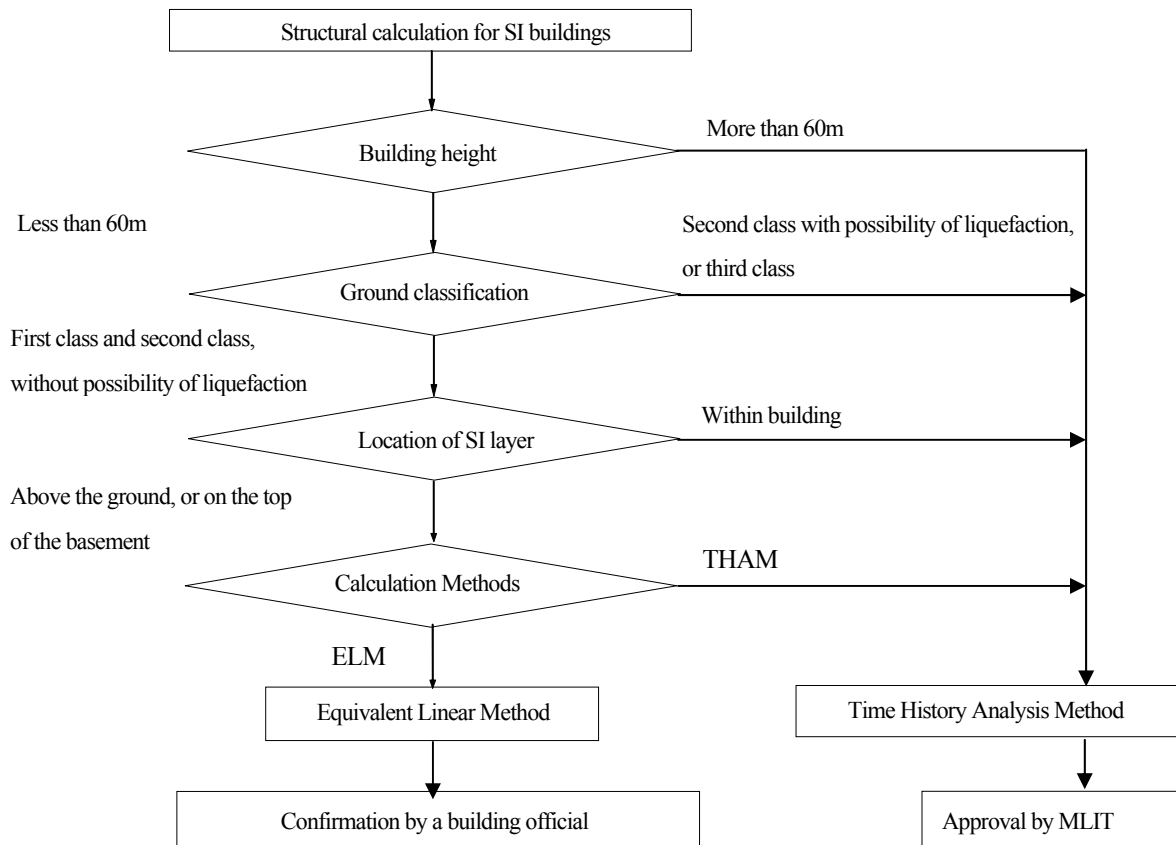 Structural calculation for SI buildings
More than 60m
Building height
Less than 60m
Second class with possibility of liquefaction,
or third class
Ground classification
First class and second class,
without possibility of liquefaction
Within building
Location of SI layer
Above the ground, or on the top
of the basement
THAM
Calculation Methods
ELM
Equivalent Linear Method
Time History Analysis Method
Confirmation by a building official
Approval by MLIT